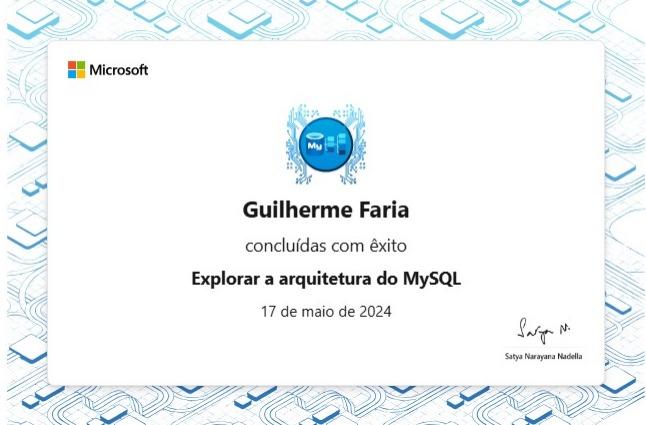 Microsoft
My
Guilherme Faria
concluídas com êxito
Explorar a arquitetura do MySQL
17 de maio de 2024
Satya N.
Satya Narayana Nadella